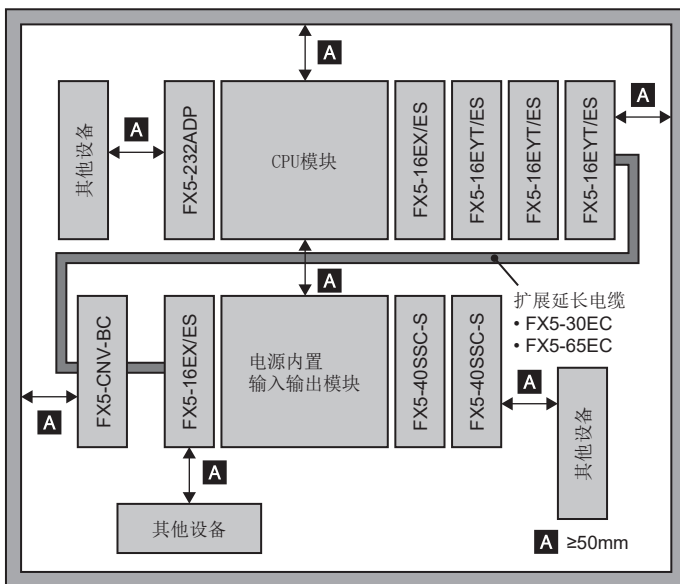 A
其他设备
A
FX5-232ADP
CPU模块
FX5-16EX/ES
FX5-16EYT/ES
FX5-16EYT/ES
FX5-16EYT/ES
A
A
扩展延长电缆
• FX5-30EC
• FX5-65EC
FX5-CNV-BC
FX5-16EX/ES
电源内置
输入输出模块
FX5-40SSC-S
FX5-40SSC-S
A
其他设备
A
A
其他设备
A ≥50mm